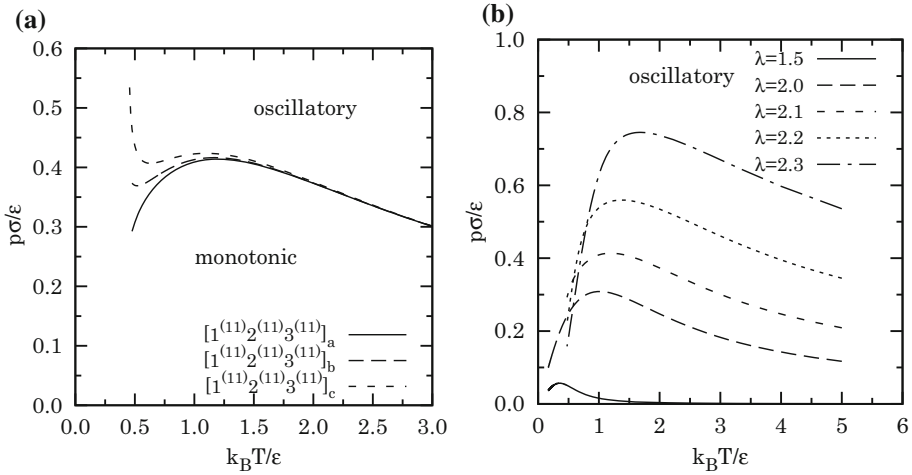 (a)
0.6
0.5
0.4
0.3
0.2
0.1
0.0
pσ/ε
oscillatory
monotonic
[1^(11)2^(11)3^(11)]_a
[1^(11)2^(11)3^(11)]_b
[1^(11)2^(11)3^(11)]_c
0.0 0.5 1.0 1.5 2.0 2.5 3.0
k_BT/ε
(b)
1.0
0.8
0.6
0.4
0.2
0.0
pσ/ε
oscillatory
λ=1.5
λ=2.0
λ=2.1
λ=2.2
λ=2.3
0 1 2 3 4 5 6
k_BT/ε